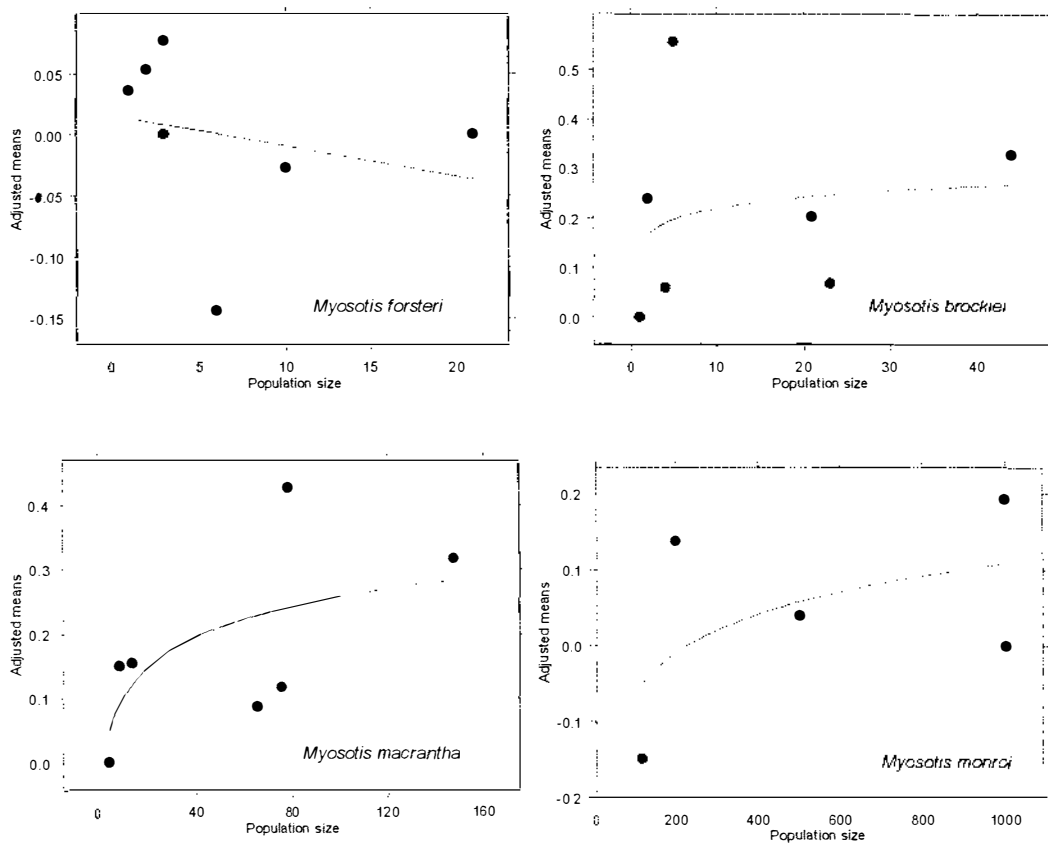 0.05
0.00
-0.05
-0.10
-0.15
Adjusted means
Myosotis forsteri
0 5 10 15 20
Population size
0.5
0.4
0.3
0.2
0.1
0.0
Adjusted means
Myosotis brockiei
0 10 20 30 40
Population size
0.4
0.3
0.2
0.1
0.0
Adjusted means
Myosotis macrantha
0 40 80 120 160
Population size
0.2
0.1
0.0
-0.1
-0.2
Adjusted means
Myosotis monroi
0 200 400 600 800 1000
Population size